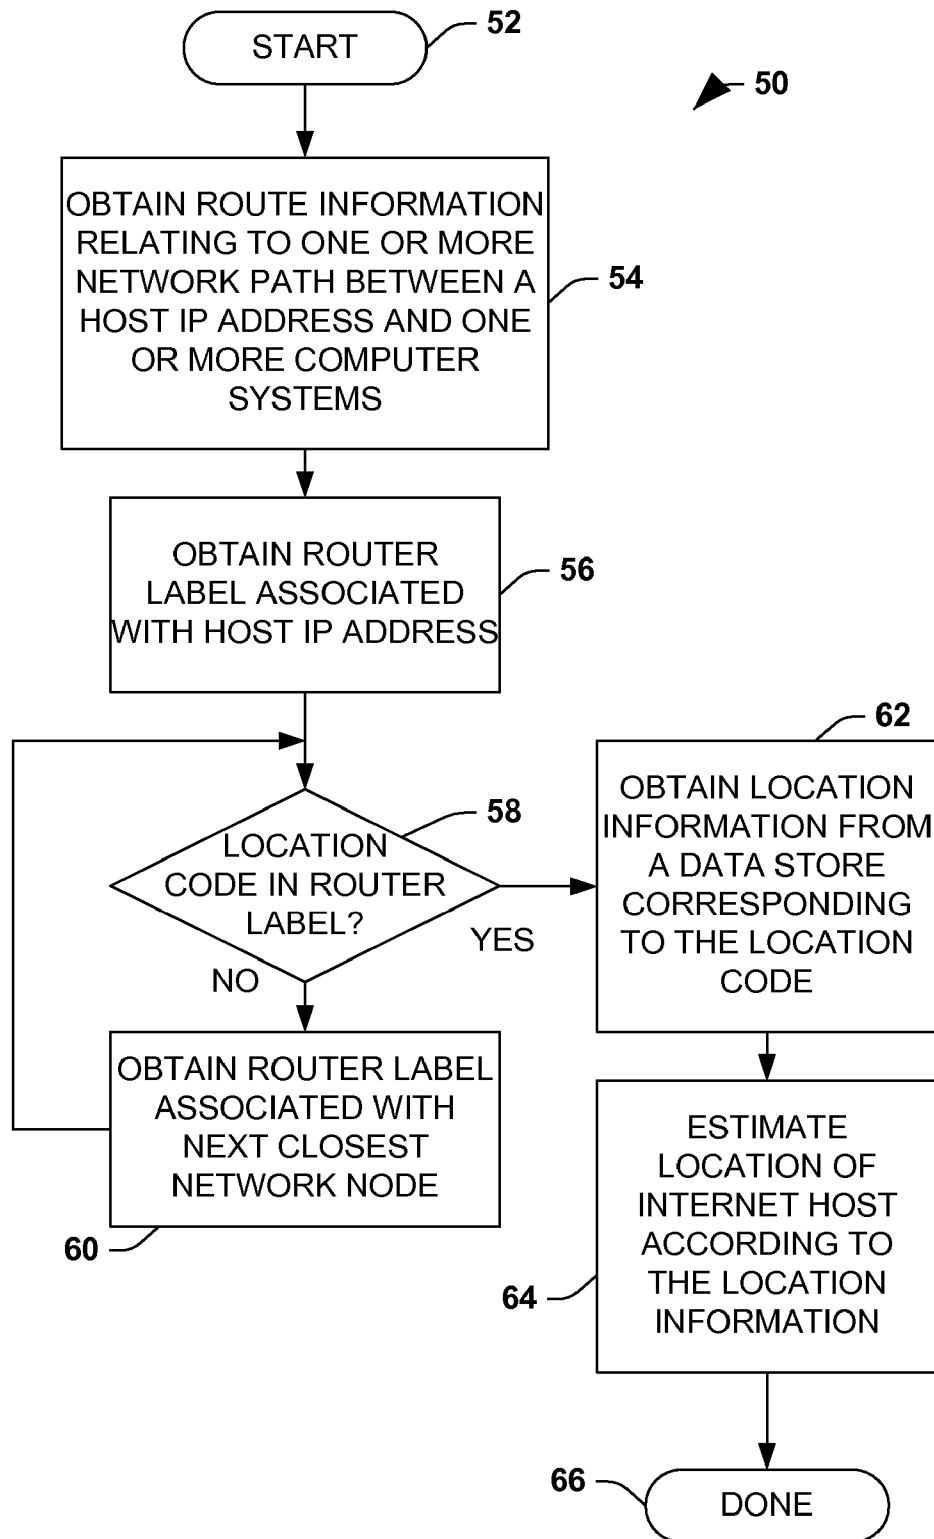 START
52
50
OBTAIN ROUTE INFORMATION
RELATING TO ONE OR MORE
NETWORK PATH BETWEEN A
HOST IP ADDRESS AND ONE
OR MORE COMPUTER
SYSTEMS
54
OBTAIN ROUTER
LABEL ASSOCIATED
WITH HOST IP ADDRESS
56
LOCATION
CODE IN ROUTER
LABEL?
58
YES
NO
OBTAIN ROUTER LABEL
ASSOCIATED WITH
NEXT CLOSEST
NETWORK NODE
60
62
OBTAIN LOCATION
INFORMATION FROM
A DATA STORE
CORRESPONDING
TO THE LOCATION
CODE
ESTIMATE
LOCATION OF
INTERNET HOST
ACCORDING TO
THE LOCATION
INFORMATION
64
66
DONE